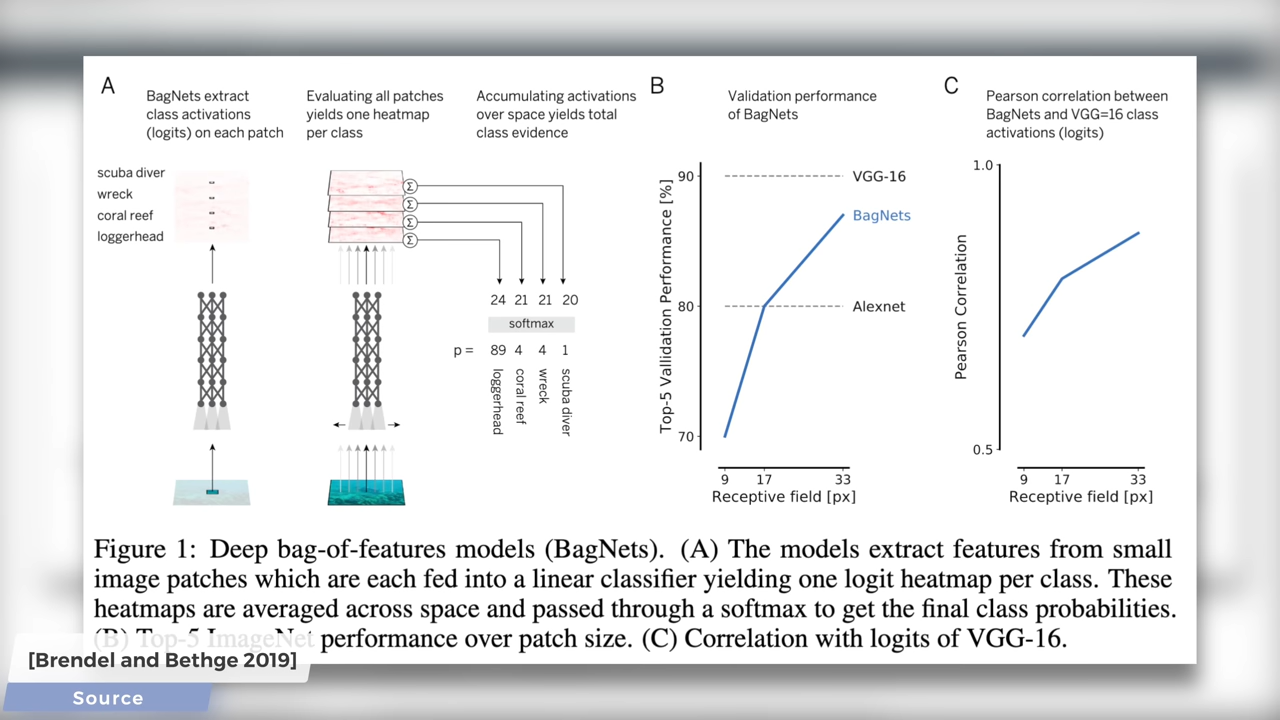 A
BagNets extract
class activations
(logits) on each patch
Evaluating all patches
yields one heatmap
per class
Accumulating activations
over space yields total
class evidence
scuba diver
wreck
coral reef
loggerhead
Σ
Σ
Σ
Σ
24 21 21 20
softmax
p = 89 4 4 1
loggerhead
coral reef
wreck
scuba diver
B
Validation performance
of BagNets
Top-5 Vallidation Performance [%]
90
80
70
VGG-16
BagNets
Alexnet
9 17 33
Receptive field [px]
C
Pearson correlation between
BagNets and VGG=16 class
activations (logits)
Pearson Correlation
1.0
0.5
9 17 33
Receptive field [px]
Figure 1: Deep bag-of-features models (BagNets). (A) The models extract features from small
image patches which are each fed into a linear classifier yielding one logit heatmap per class. These
heatmaps are averaged across space and passed through a softmax to get the final class probabilities.
(B) Top-5 ImageNet performance over patch size. (C) Correlation with logits of VGG-16.
[Brendel and Bethge 2019]
Source